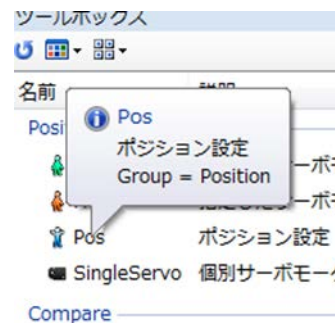 ツールボックス
名前
Pos
ポジション設定
Group = Position
Pos
ポジション設定
SingleServo
個別サーボモー
Compare